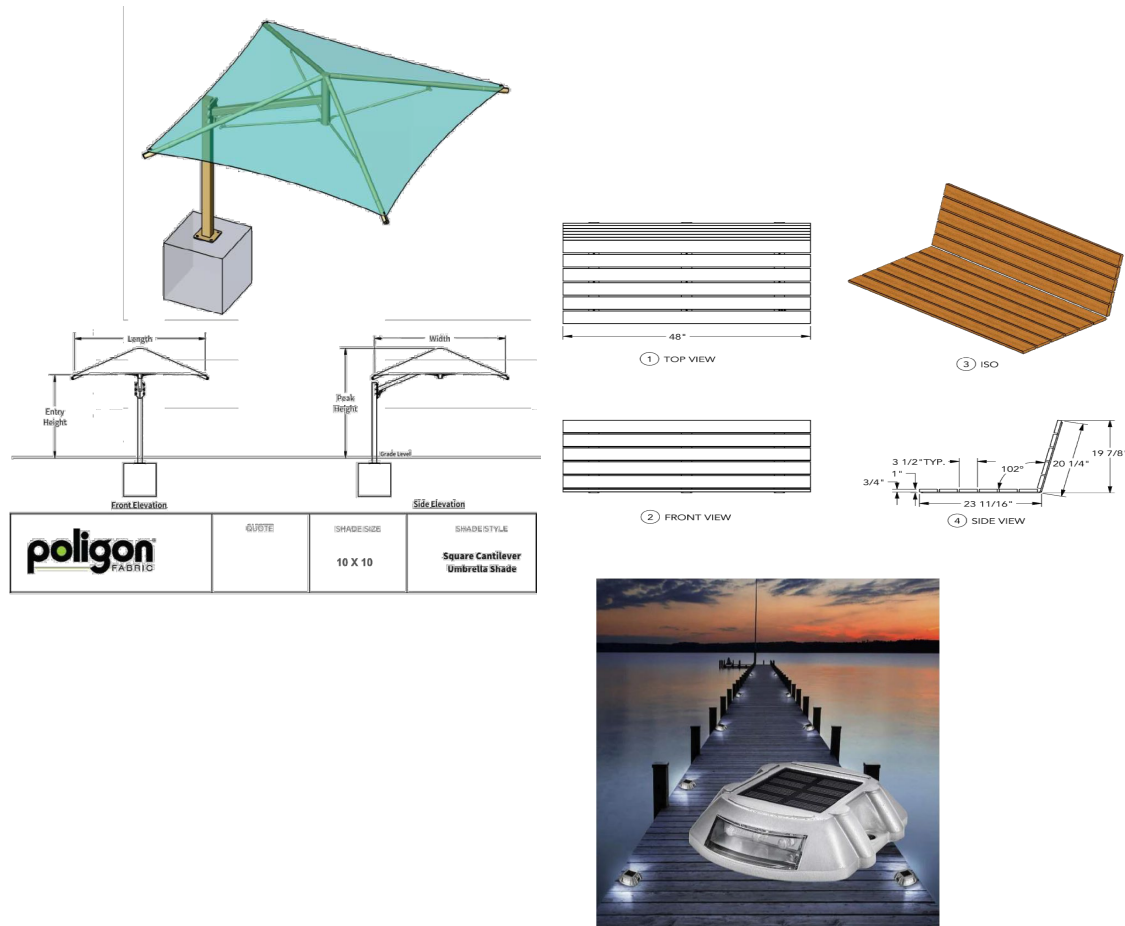 Length
Entry
Height
Front Elevation
Width
Peak
Height
Grade Level
Side Elevation
poligon
FABRIC
QUOTE
SHADE SIZE
10 X 10
SHADE STYLE
Square Cantilever
Umbrella Shade
48"
1 TOP VIEW
3 ISO
2 FRONT VIEW
3 1/2"TYP.
1"
3/4"
102°
20 1/4"
19 7/8"
23 11/16"
4 SIDE VIEW